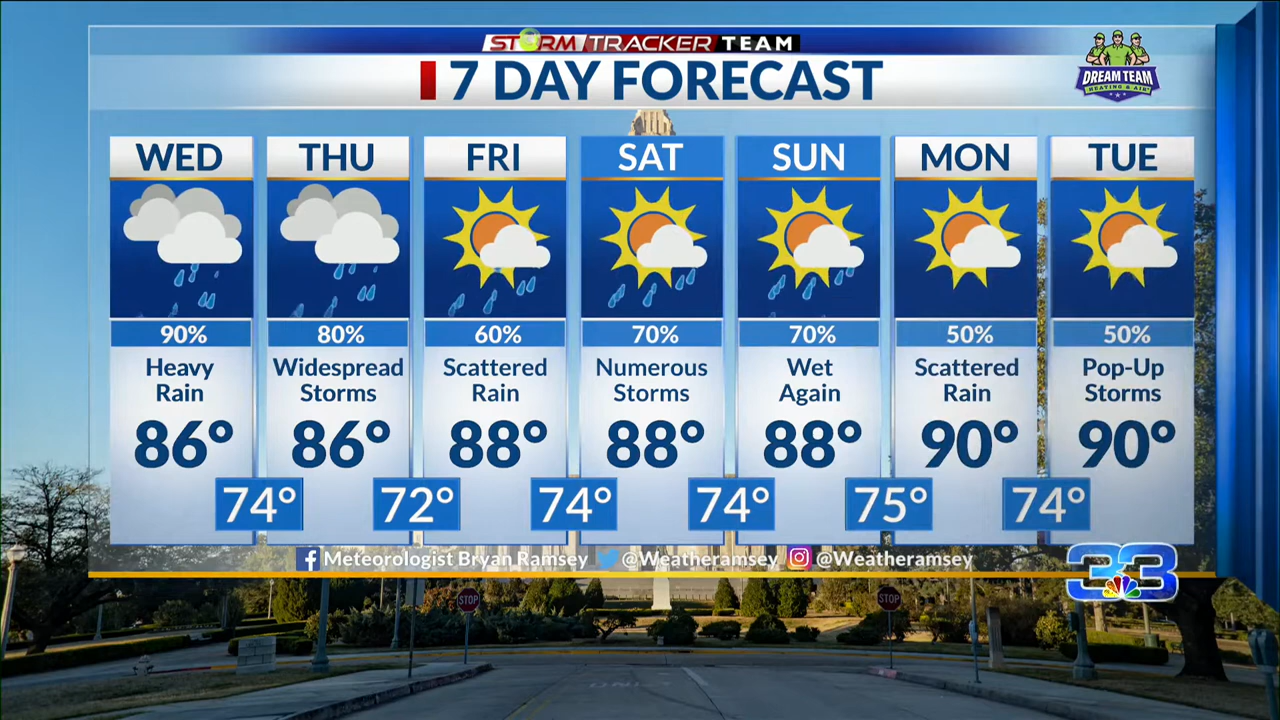 STORM TRACKER TEAM
7 DAY FORECAST
DREAM TEAM
HEATING & AIR
WED THU FRI SAT SUN MON TUE
90% 80% 60% 70% 70% 50% 50%
Heavy Widespread Scattered Numerous Wet Scattered Pop-Up
Rain Storms Rain Storms Again Rain Storms
86° 86° 88° 88° 88° 90° 90°
74° 72° 74° 74° 75° 74°
Meteorologist Bryan Ramsey @Weatheramsey @Weatheramsey
33
STOP STOP